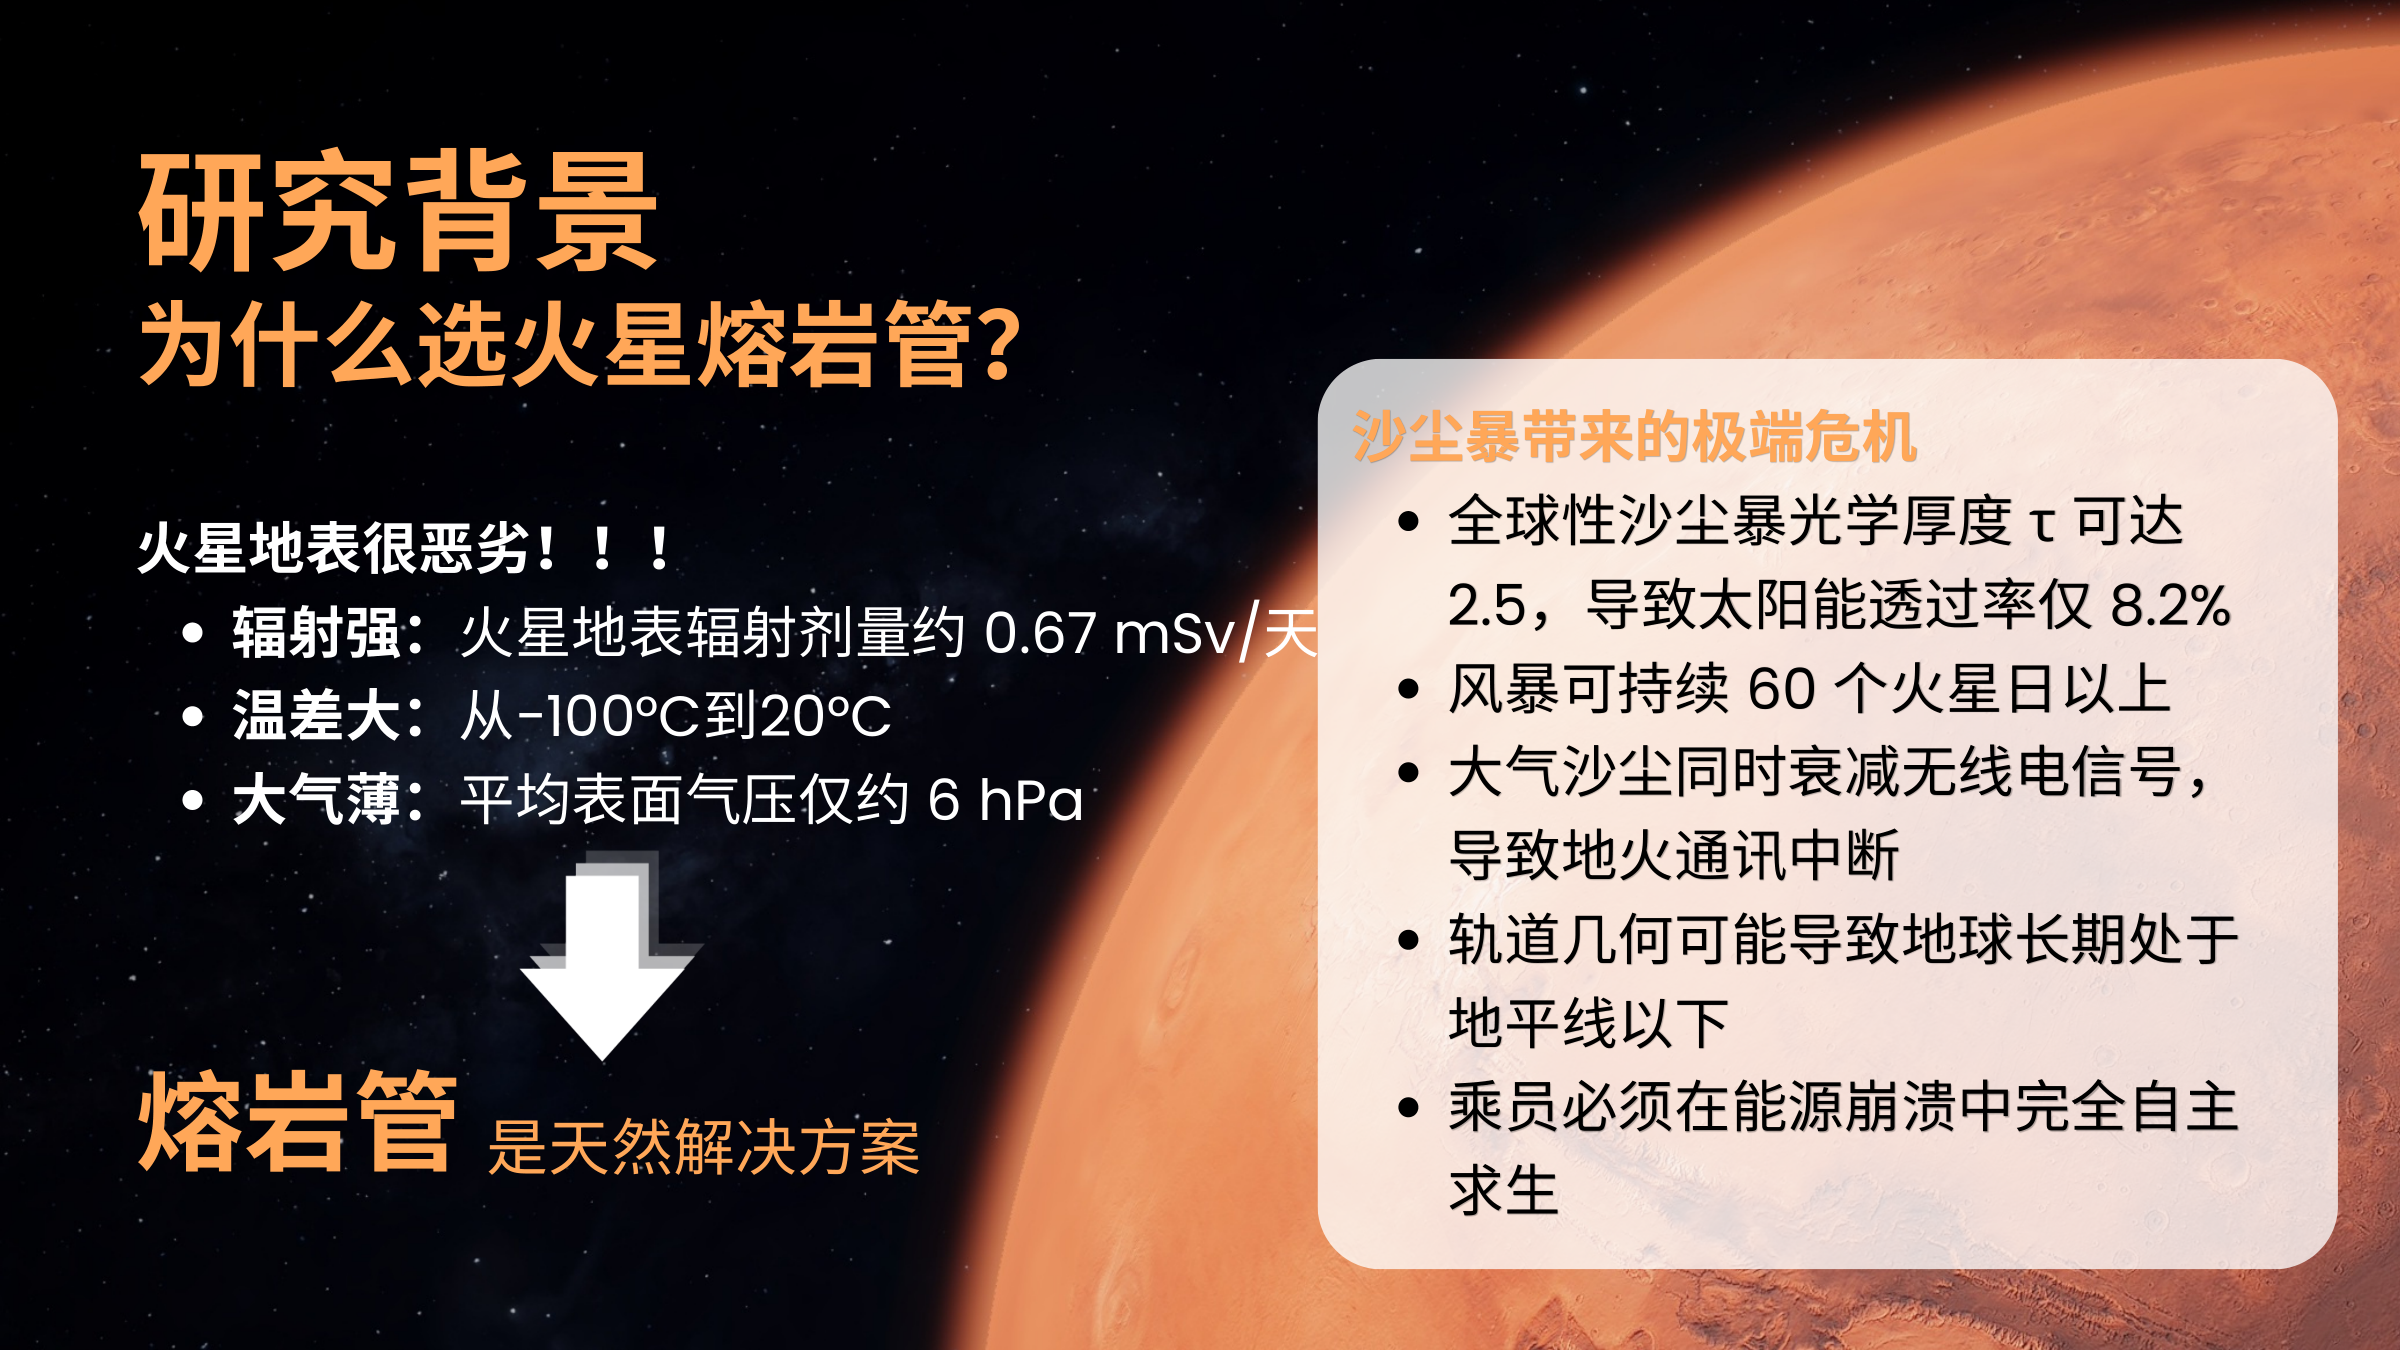 研究背景
为什么选火星熔岩管?
火星地表很恶劣！！！
• 辐射强：火星地表辐射剂量约 0.67 mSv/天
• 温差大：从-100°C到20°C
• 大气薄：平均表面气压仅约 6 hPa
熔岩管 是天然解决方案
沙尘暴带来的极端危机
• 全球性沙尘暴光学厚度 τ 可达
2.5，导致太阳能透过率仅 8.2%
• 风暴可持续 60 个火星日以上
• 大气沙尘同时衰减无线电信号，
导致地火通讯中断
• 轨道几何可能导致地球长期处于
地平线以下
• 乘员必须在能源崩溃中完全自主
求生